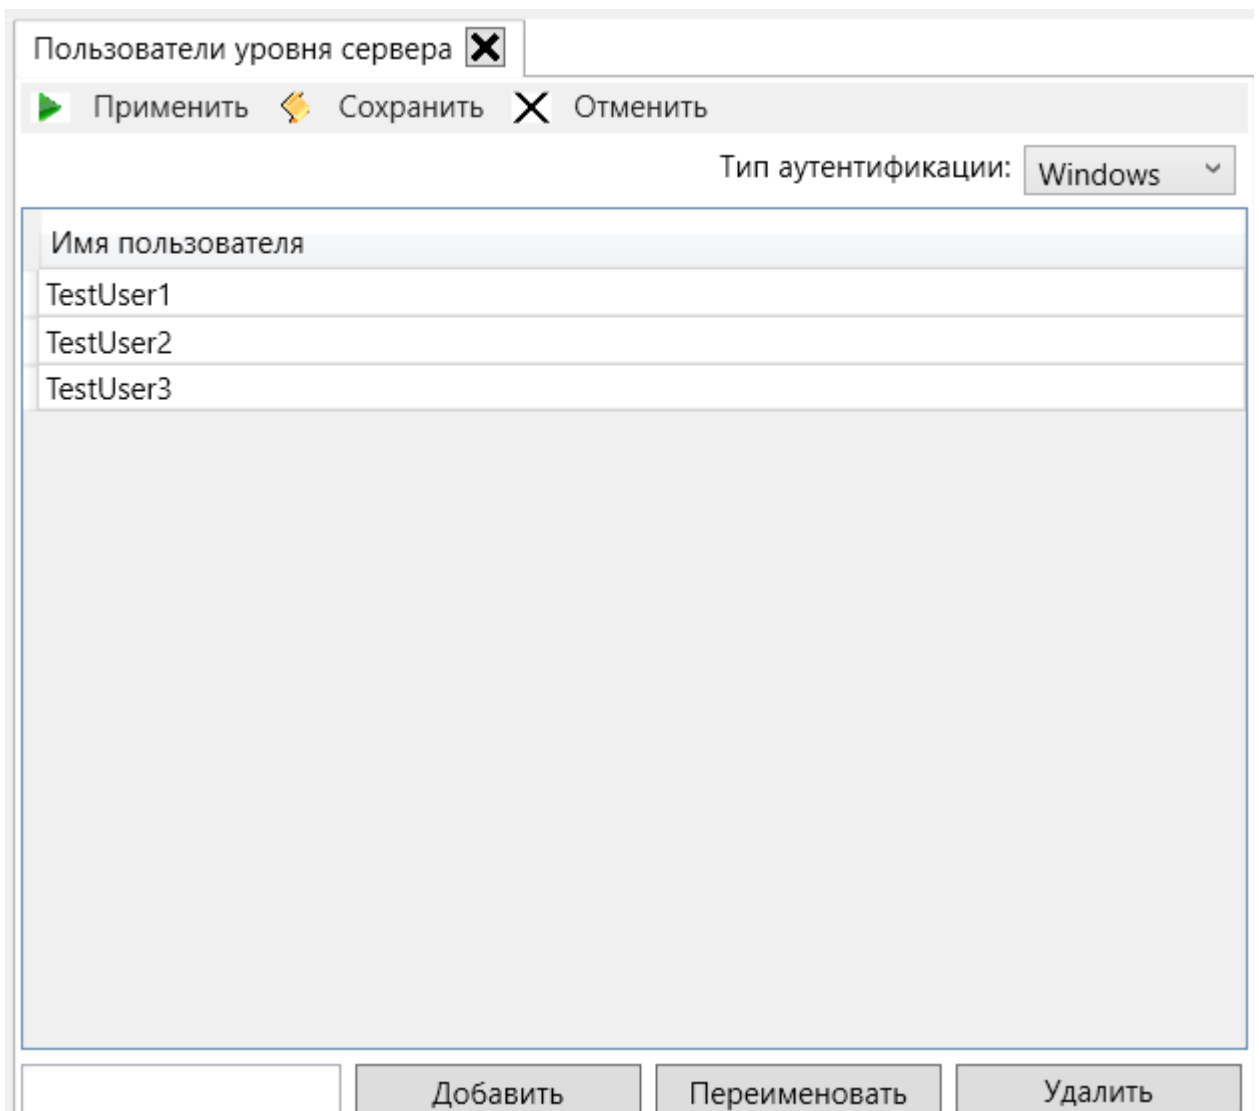 Пользователи уровня сервера
Применить Сохранить Отменить
Тип аутентификации: Windows
Имя пользователя
TestUser1
TestUser2
TestUser3
Добавить Переименовать Удалить